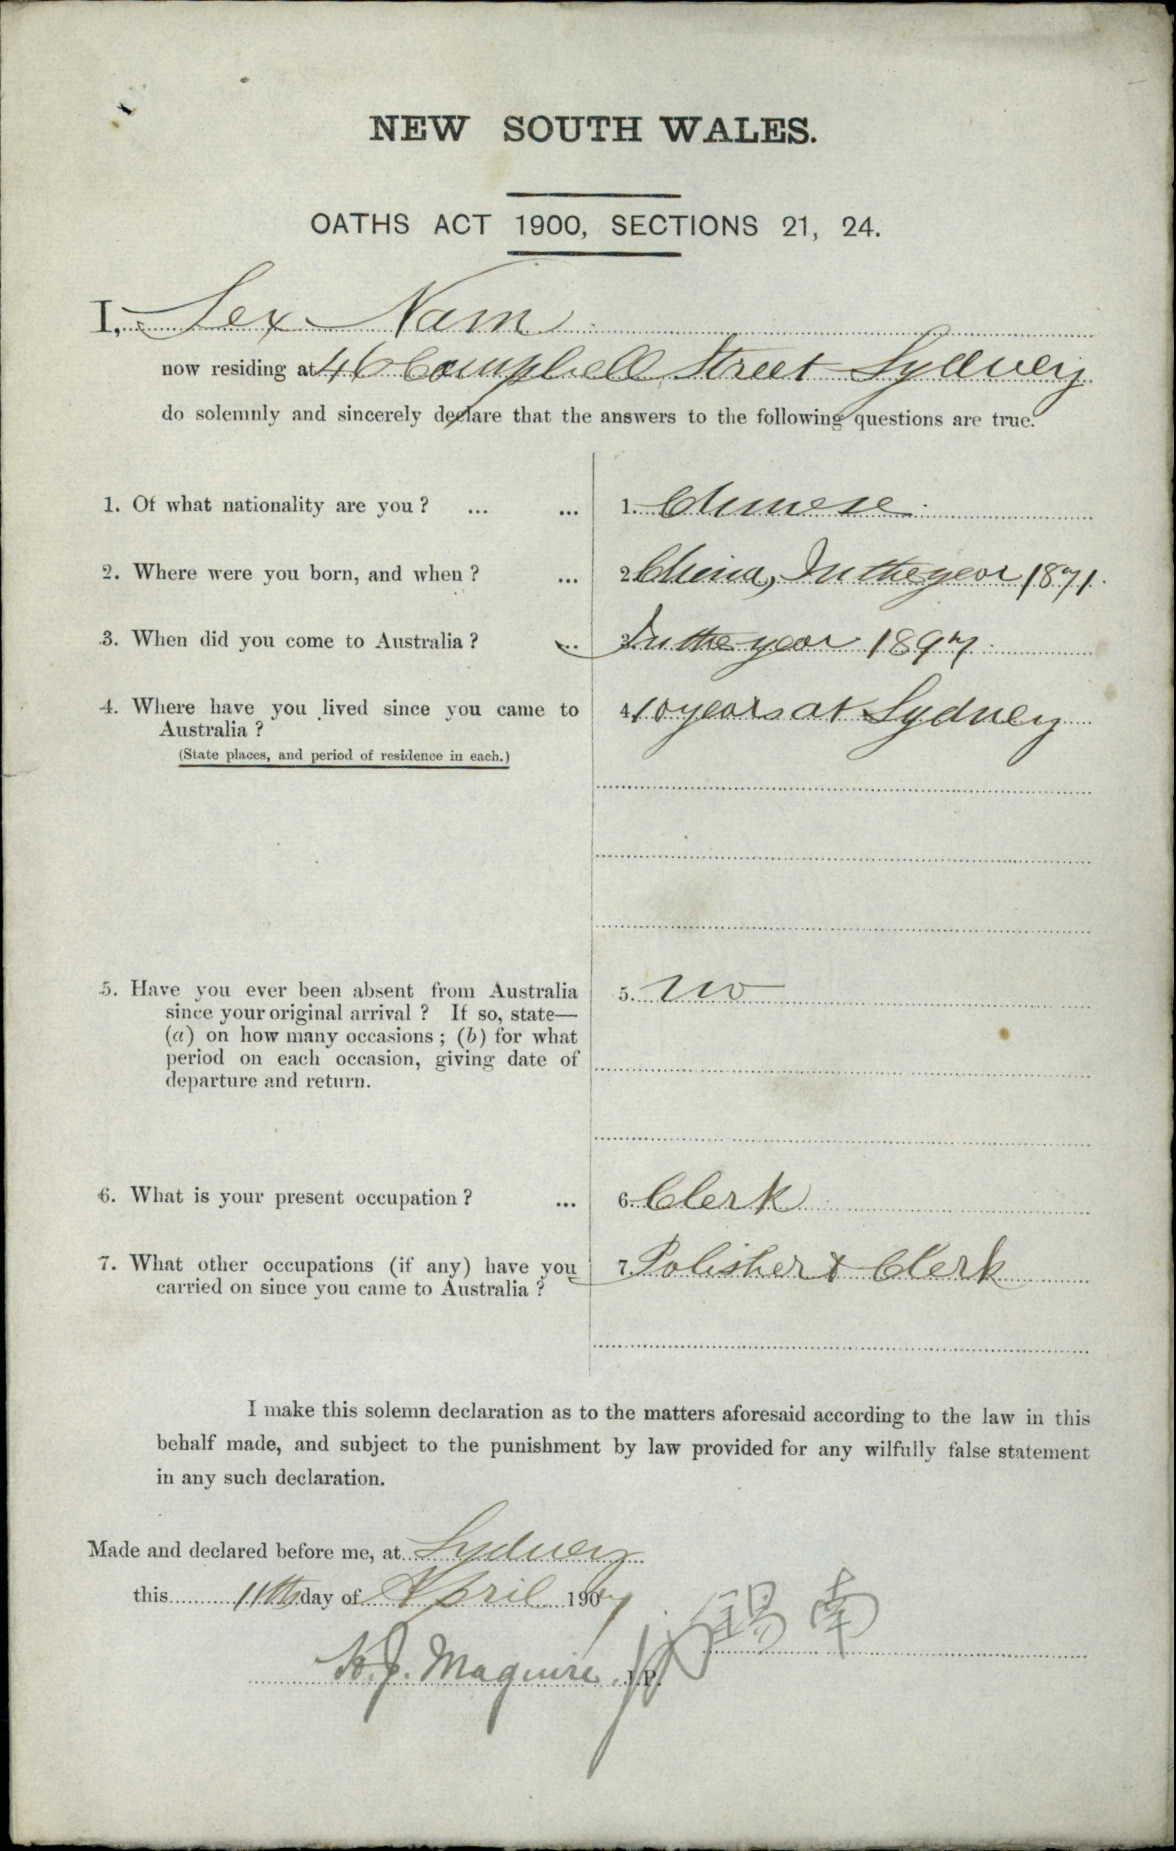 NEW SOUTH WALES.
OATHS ACT 1900, SECTIONS 21, 24.
I, Sex Nam
now residing at 46 Campbell Street Sydney
do solemnly and sincerely declare that the answers to the following questions are true.
1. Of what nationality are you? ... ... 1. Chinese
2. Where were you born, and when? ... 2. China, In the year 1871.
3. When did you come to Australia? ... 3. In the year 1897
4. Where have you lived since you came to 4. 10 years at Sydney
Australia?
(State places, and period of residence in each.)
5. Have you ever been absent from Australia 5. No
since your original arrival? If so, state—
(a) on how many occasions; (b) for what
period on each occasion, giving date of
departure and return.
6. What is your present occupation? ... 6. Clerk
7. What other occupations (if any) have you 7. Polisher & Clerk
carried on since you came to Australia?
I make this solemn declaration as to the matters aforesaid according to the law in this
behalf made, and subject to the punishment by law provided for any wilfully false statement
in any such declaration.
Made and declared before me, at Sydney
this 11th day of April 1907
錫南
Maguire J.P.